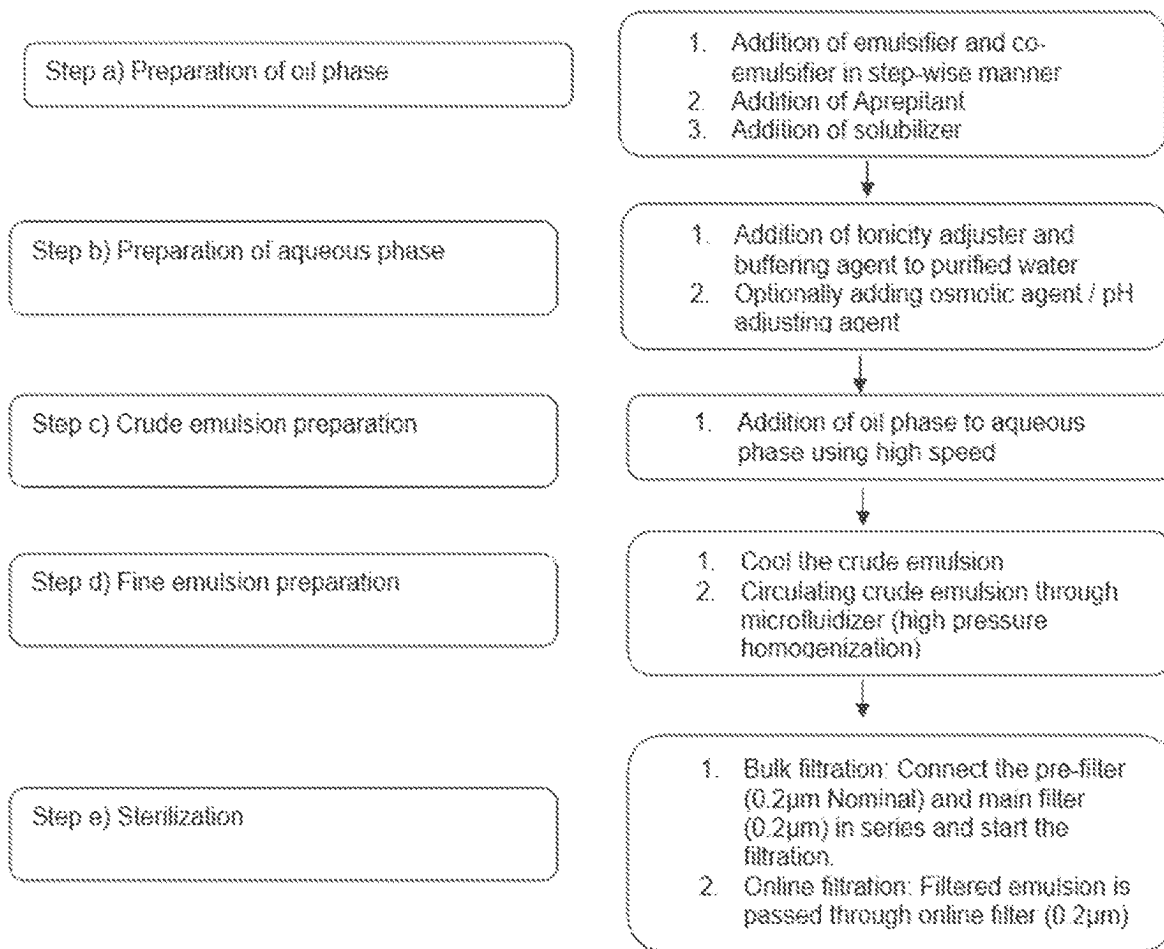 Step a) Preparation of oil phase
1. Addition of emulsifier and co-
emulsifier in step-wise manner
2. Addition of Aprepitant
3. Addition of solubilizer
Step b) Preparation of aqueous phase
1. Addition of tonicity adjuster and
buffering agent to purified water
2. Optionally adding osmotic agent / pH
adjusting agent
Step c) Crude emulsion preparation
1. Addition of oil phase to aqueous
phase using high speed
Step d) Fine emulsion preparation
1. Cool the crude emulsion
2. Circulating crude emulsion through
microfluidizer (high pressure
homogenization)
Step e) Sterilization
1. Bulk filtration: Connect the pre-filter
(0.2µm Nominal) and main filter
(0.2µm) in series and start the
filtration.
2. Online filtration: Filtered emulsion is
passed through online filter (0.2µm)